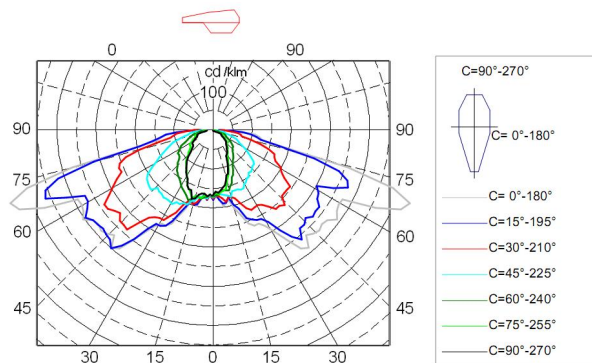 0 90
cd/klm
100
90 90
75 75
60 60
45 45
30 15 0 15 30
C=90°-270°
C= 0°-180°
C= 0°-180°
C=15°-195°
C=30°-210°
C=45°-225°
C=60°-240°
C=75°-255°
C=90°-270°